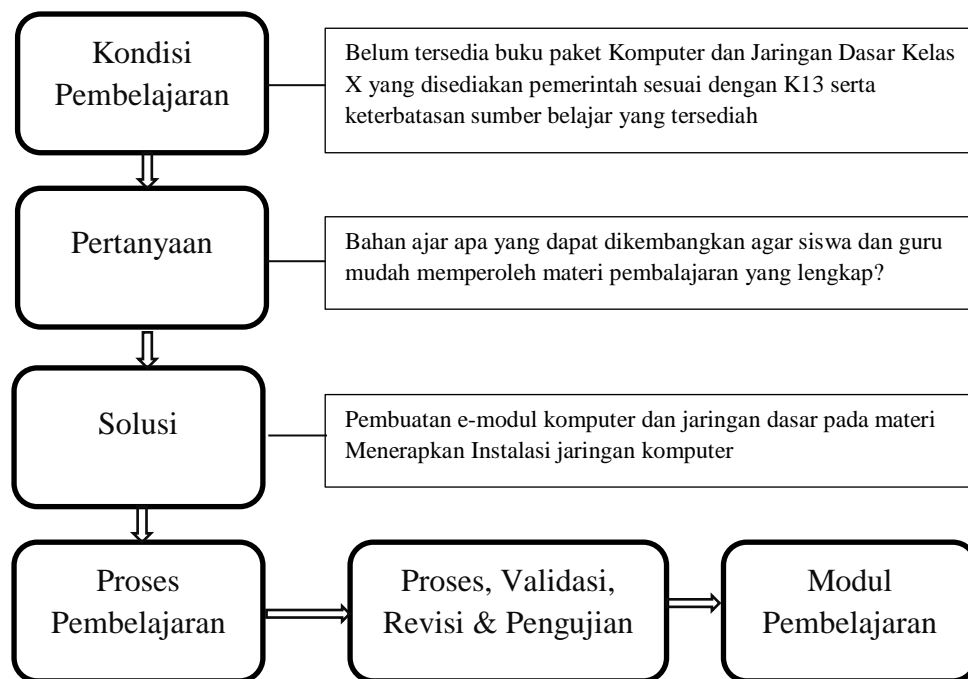 Kondisi
Pembelajaran
Belum tersedia buku paket Komputer dan Jaringan Dasar Kelas
X yang disediakan pemerintah sesuai dengan K13 serta
keterbatasan sumber belajar yang tersediah
Pertanyaan
Bahan ajar apa yang dapat dikembangkan agar siswa dan guru
mudah memperoleh materi pembalajaran yang lengkap?
Solusi
Pembuatan e-modul komputer dan jaringan dasar pada materi
Menerapkan Instalasi jaringan komputer
Proses
Pembelajaran
Proses, Validasi,
Revisi & Pengujian
Modul
Pembelajaran